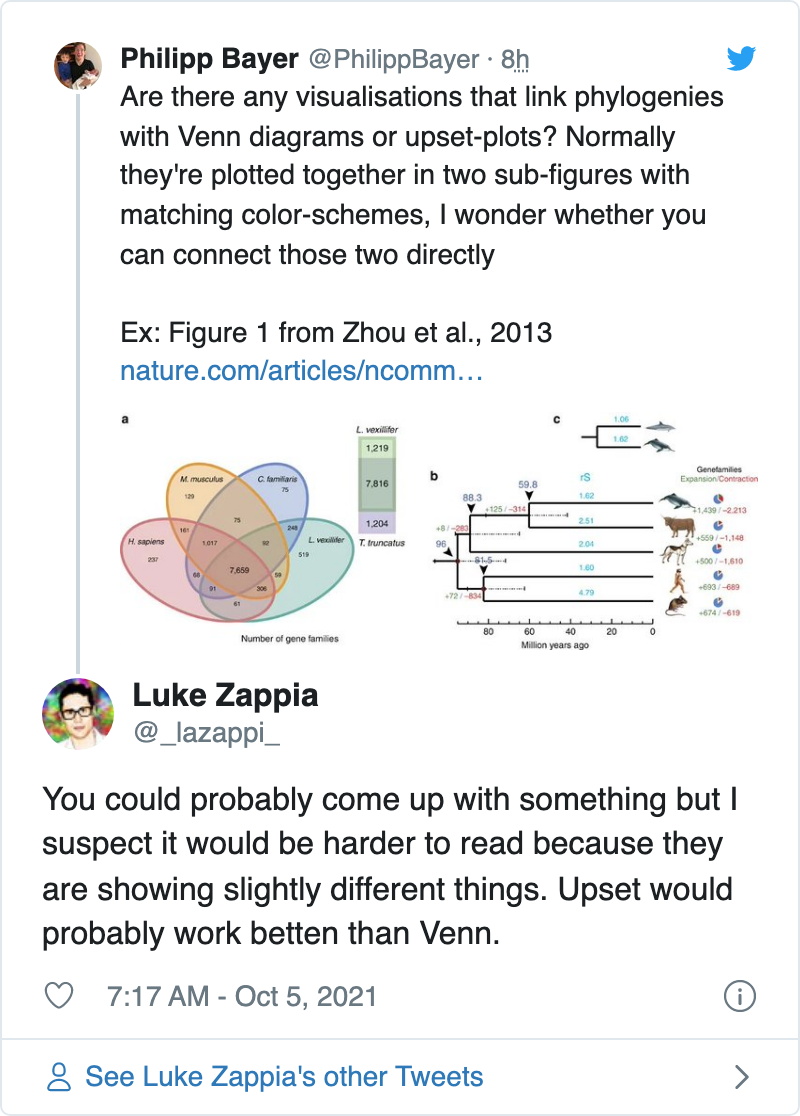 Philipp Bayer @PhilippBayer · 8h
Are there any visualisations that link phylogenies
with Venn diagrams or upset-plots? Normally
they're plotted together in two sub-figures with
matching color-schemes, I wonder whether you
can connect those two directly
Ex: Figure 1 from Zhou et al., 2013
nature.com/articles/ncomm…
a
M. musculus
C. familiaris
129
75
H. sapiens
L. vexillifer
161
75
248
237
1,017
92
519
7,659
68
59
91
306
61
Number of gene families
L. vexillifer
1,219
7,816
1,204
T. truncatus
c
1.06
1.62
b
rS
Genefamilies
Expansion/Contraction
59.8
88.3
1.62
+125/-314
+1,439/-2,213
2.51
+8/-283
+559/-1,148
96
2.04
81.5
+500/-1,610
1.60
+693/-689
+72/-834
4.79
+674/-619
80 60 40 20 0
Million years ago
Luke Zappia
@_lazappi_
You could probably come up with something but I
suspect it would be harder to read because they
are showing slightly different things. Upset would
probably work betten than Venn.
7:17 AM - Oct 5, 2021
See Luke Zappia's other Tweets